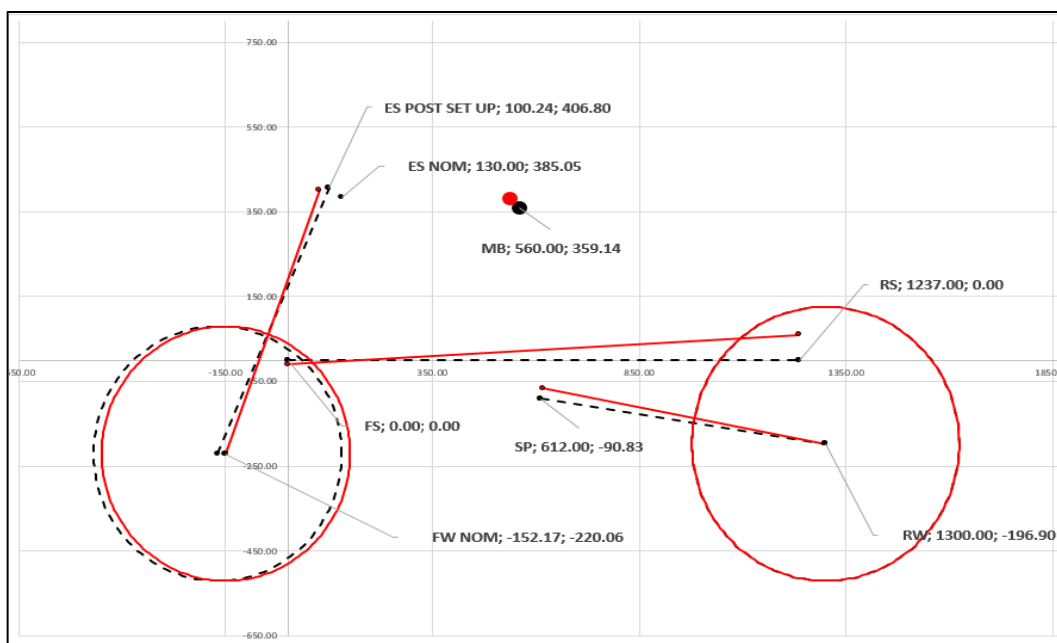 750.00
ES POST SET UP; 100.24; 406.80
550.00
ES NOM; 130.00; 385.05
350.00
MB; 560.00; 359.14
RS; 1237.00; 0.00
150.00
-150.00
350.00
850.00
1350.00
1850.00
FS; 0.00; 0.00
SP; 612.00; -90.83
-250.00
FW NOM; -152.17; -220.06
RW; 1300.00; -196.90
-450.00
-650.00